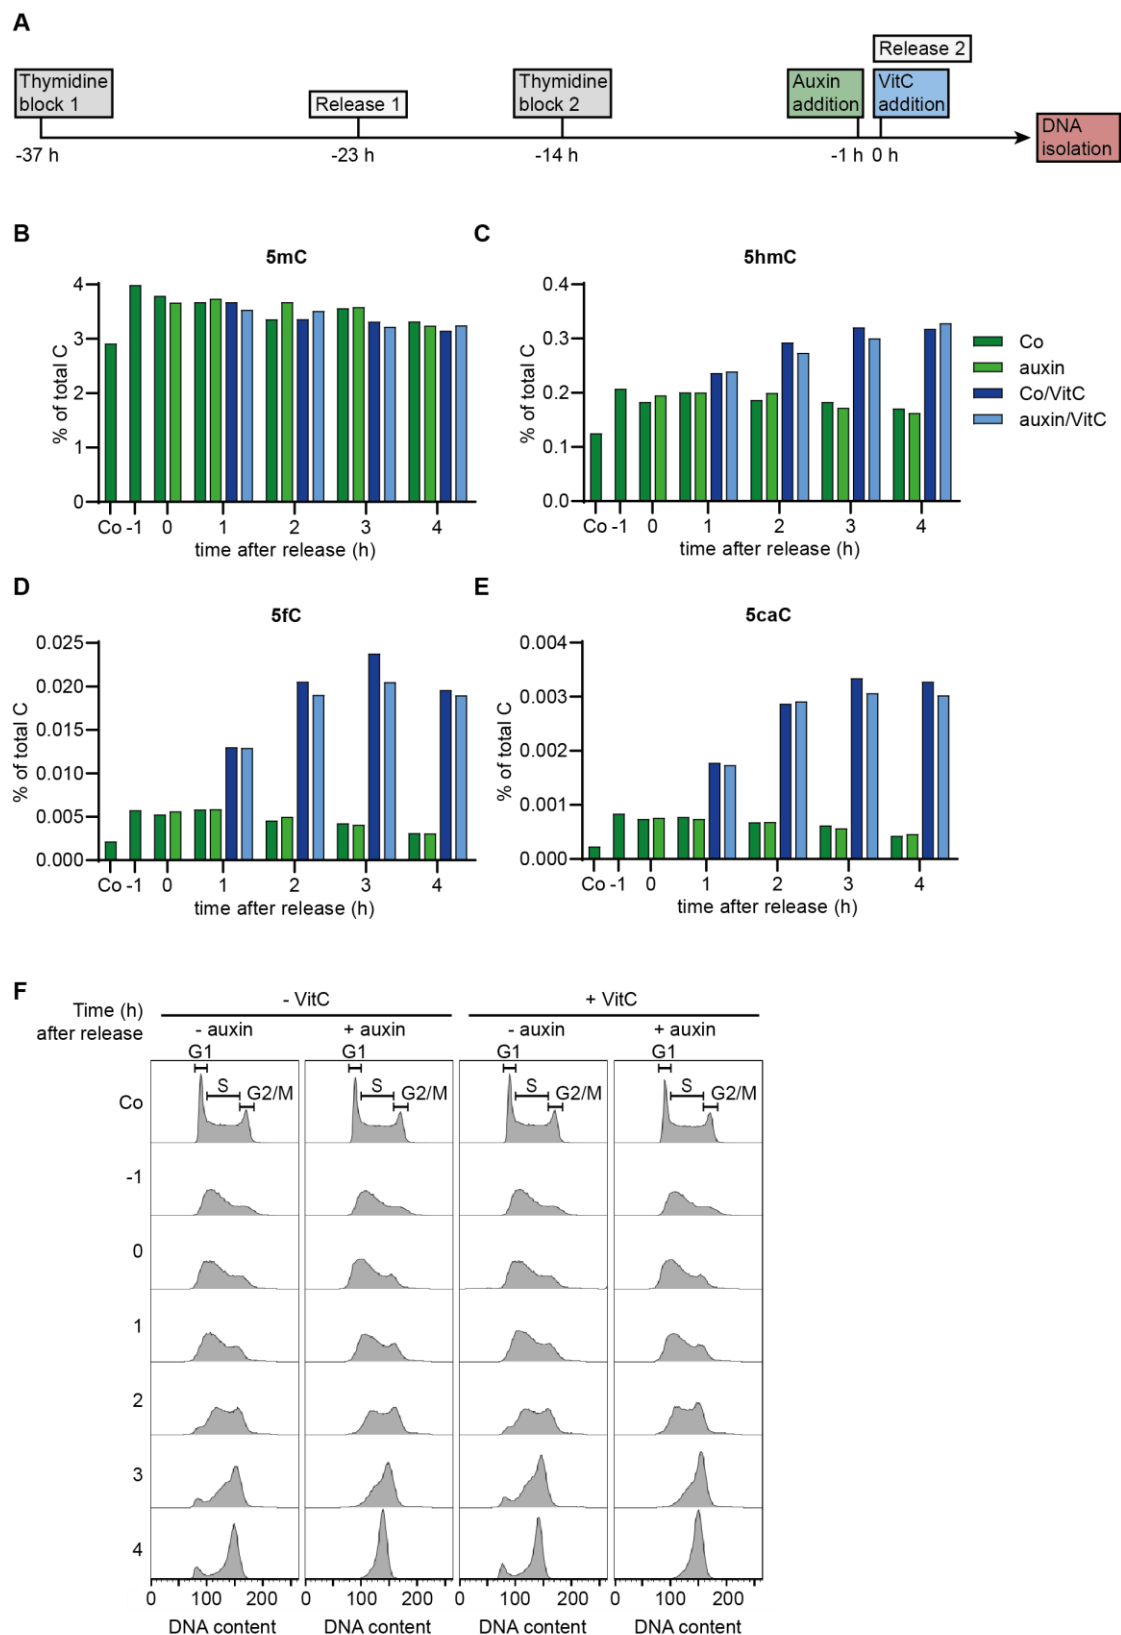 A
Thymidine
block 1
Release 1
Thymidine
block 2
Auxin
addition
Release 2
VitC
addition
DNA
isolation
-37 h
-23 h
-14 h
-1 h
0 h
B
5mC
% of total C
4
3
2
1
0
Co -1 0 1 2 3 4
time after release (h)
C
5hmC
% of total C
0.4
0.3
0.2
0.1
0.0
Co -1 0 1 2 3 4
time after release (h)
Co
auxin
Co/VitC
auxin/VitC
D
5fC
% of total C
0.025
0.020
0.015
0.010
0.005
0.000
Co -1 0 1 2 3 4
time after release (h)
E
5caC
% of total C
0.004
0.003
0.002
0.001
0.000
Co -1 0 1 2 3 4
time after release (h)
F
Time (h)
after release
- VitC
+ VitC
- auxin
+ auxin
- auxin
+ auxin
G1
S
G2/M
G1
S
G2/M
G1
S
G2/M
G1
S
G2/M
Co
-1
0
1
2
3
4
0 100 200
0 100 200
0 100 200
0 100 200
DNA content
DNA content
DNA content
DNA content